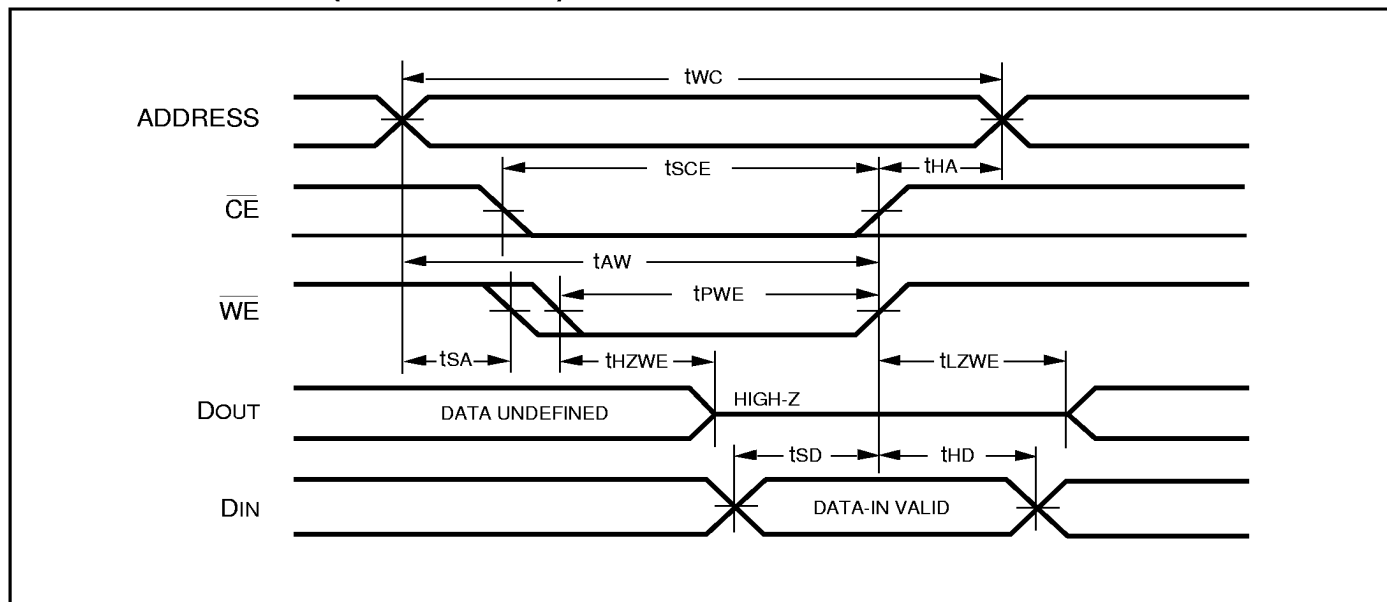 tWC
ADDRESS
tSCE
tHA
CE
tAW
WE
tPWE
tSA
tHZWE
tLZWE
DOUT
DATA UNDEFINED
HIGH-Z
tSD
tHD
DIN
DATA-IN VALID